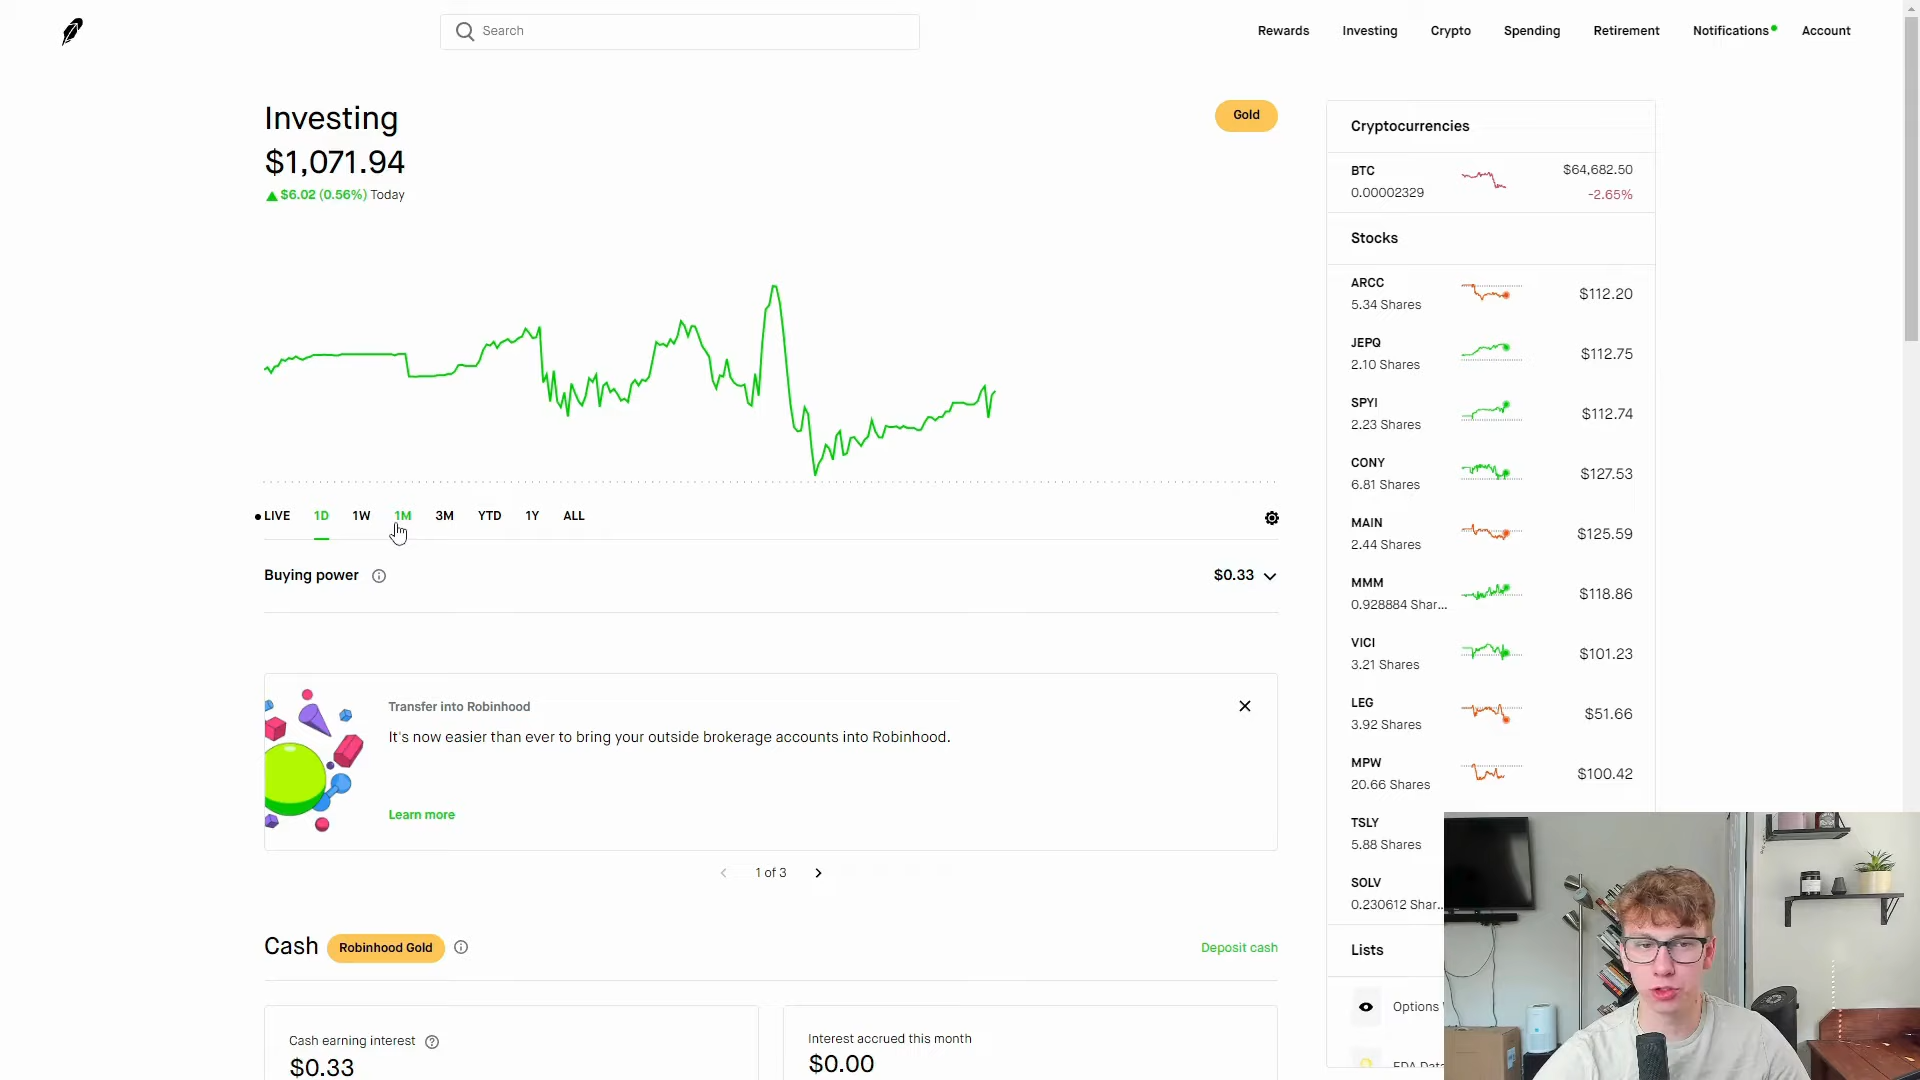 Search
Rewards
Investing
Crypto
Spending
Retirement
Notifications
Account
Investing
$1,071.94
$6.02 (0.56%) Today
Gold
LIVE
1D
1W
1M
3M
YTD
1Y
ALL
Buying power
$0.33
Transfer into Robinhood
It's now easier than ever to bring your outside brokerage accounts into Robinhood.
Learn more
1 of 3
Cash
Robinhood Gold
Deposit cash
Cash earning interest
$0.33
Interest accrued this month
$0.00
Cryptocurrencies
BTC
0.00002329
$64,682.50
-2.65%
Stocks
ARCC
5.34 Shares
$112.20
JEPQ
2.10 Shares
$112.75
SPYI
2.23 Shares
$112.74
CONY
6.81 Shares
$127.53
MAIN
2.44 Shares
$125.59
MMM
0.928884 Shar...
$118.86
VICI
3.21 Shares
$101.23
LEG
3.92 Shares
$51.66
MPW
20.66 Shares
$100.42
TSLY
5.88 Shares
SOLV
0.230612 Shar..
Lists
Options